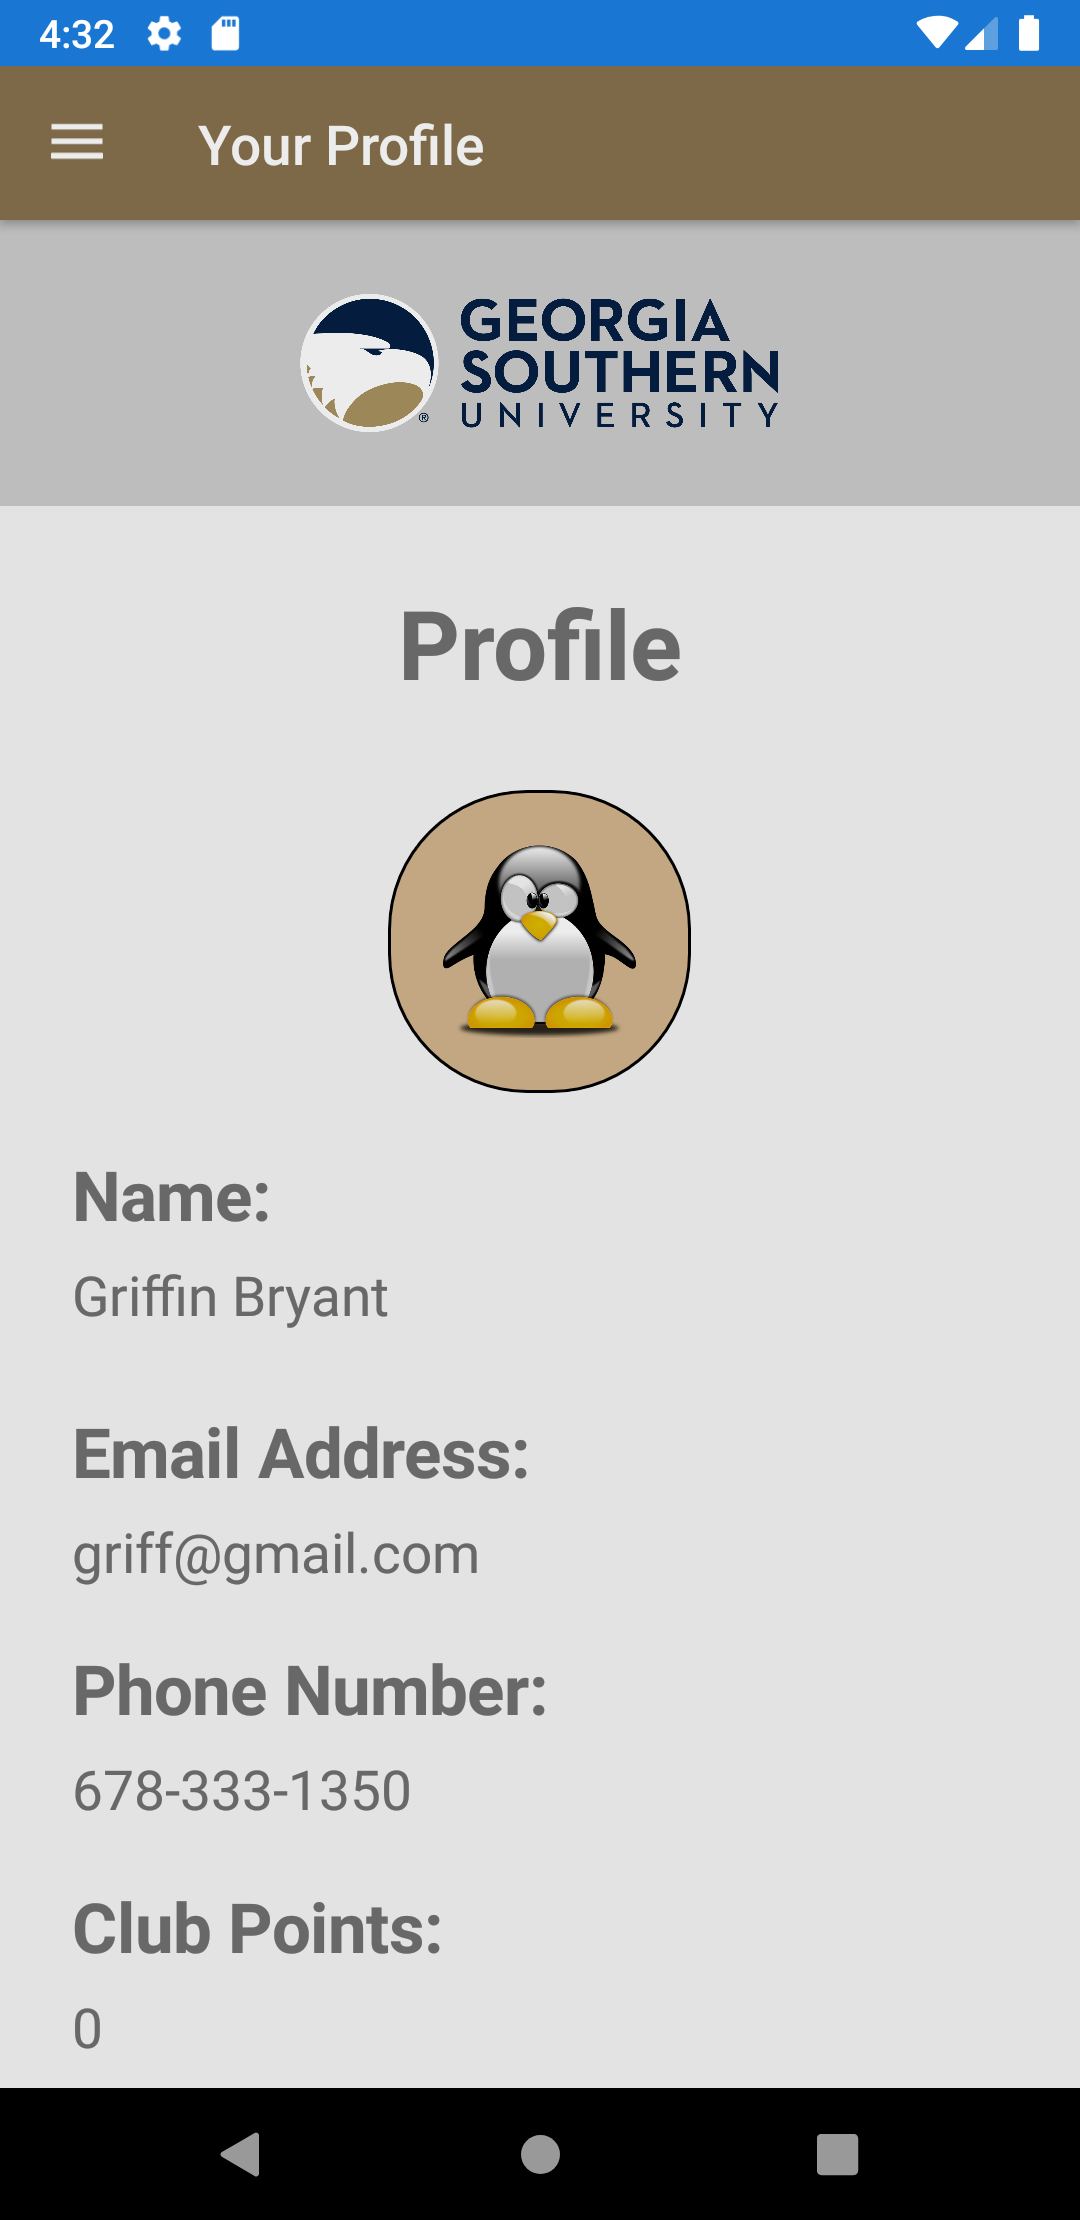 4:32
Your Profile
GEORGIA
SOUTHERN
UNIVERSITY
®
Profile
Name:
Griffin Bryant
Email Address:
griff@gmail.com
Phone Number:
678-333-1350
Club Points:
0